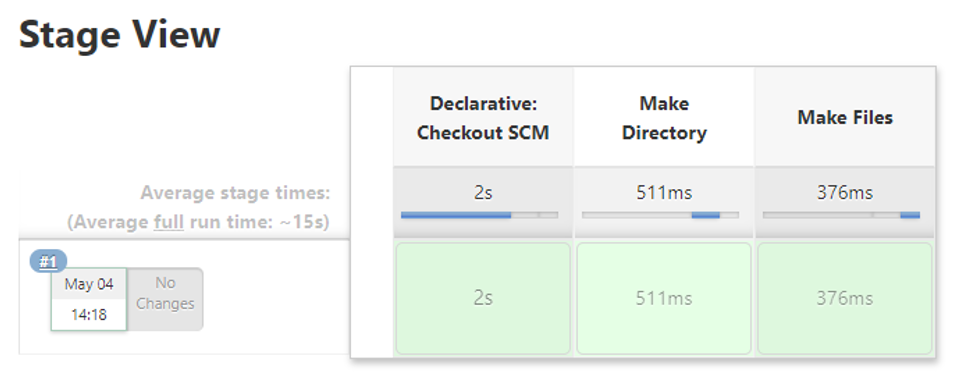 Stage View
Declarative:
Checkout SCM
Make
Directory
Make Files
Average stage times:
(Average full run time: ~15s)
2s
511ms
376ms
#1
May 04
14:18
No
Changes
2s
511ms
376ms